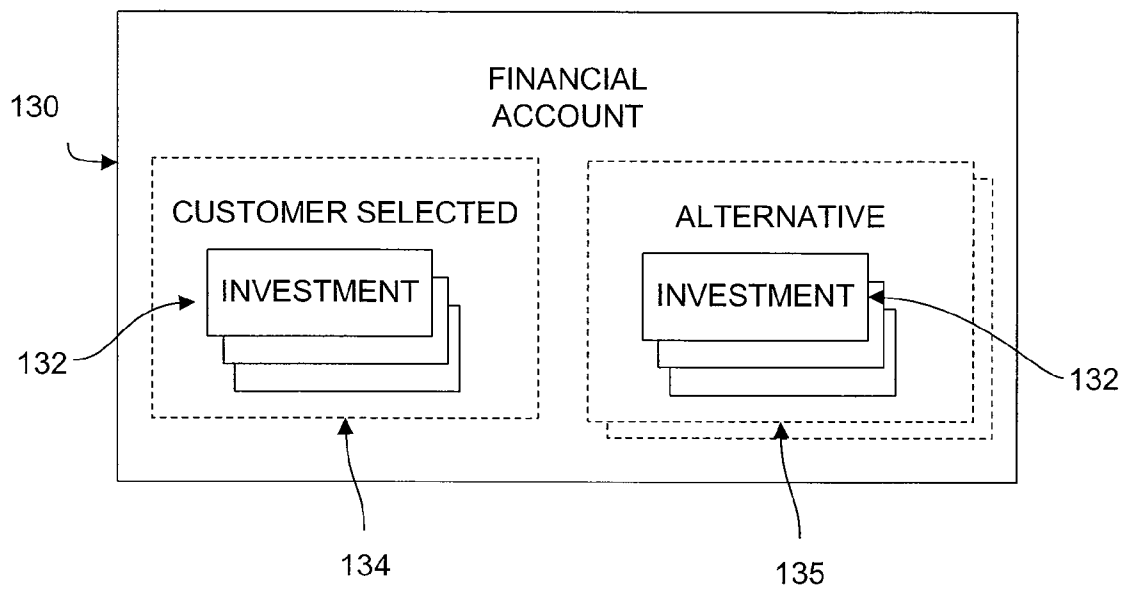 FINANCIAL
ACCOUNT
130
CUSTOMER SELECTED
ALTERNATIVE
INVESTMENT
INVESTMENT
132
132
134
135